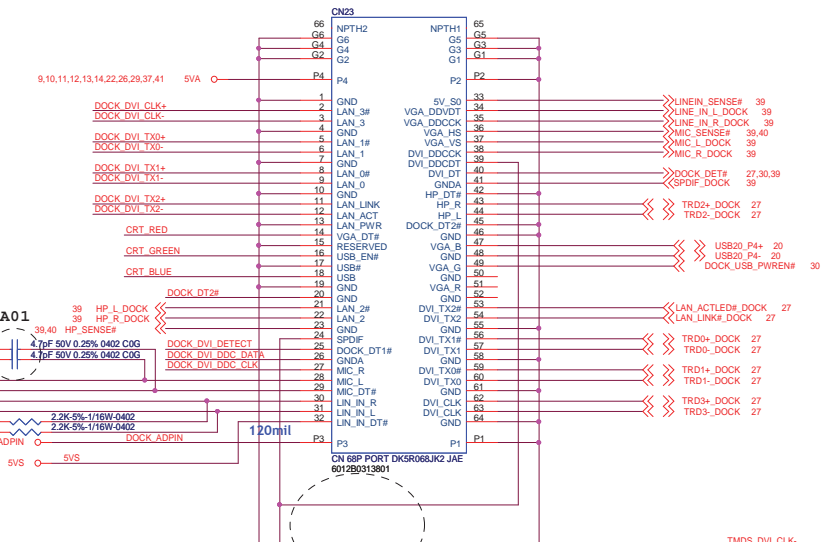 CN23
66 NPTH2 NPTH1 65
G6 G6 G5 G5
G4 G4 G3 G3
G2 G2 G1 G1
9,10,11,12,13,14,22,26,29,37,41 5VA P4 P4 P2 P2
1 GND 5V_S0 33 LINEIN_SENSE# 39
DOCK_DVI_CLK+ 2 LAN_3# VGA_DDVDT 34 LINE_IN_L_DOCK 39
DOCK_DVI_CLK- 3 LAN_3 VGA_DDCCK 35 LINE_IN_R_DOCK 39
4 GND VGA_HS 36 MIC_SENSE# 39,40
DOCK_DVI_TX0+ 5 LAN_1# VGA_VS 37 MIC_L_DOCK 39
DOCK_DVI_TX0- 6 LAN_1 DVI_DDCCK 38 MIC_R_DOCK 39
7 GND DVI_DDCDT 39
DOCK_DVI_TX1+ 8 LAN_0# DVI_DT 40 DOCK_DET# 27,30,39
DOCK_DVI_TX1- 9 LAN_0 GNDA 41 SPDIF_DOCK 39
10 GND HP_DT# 42
DOCK_DVI_TX2+ 11 LAN_LINK HP_R 43 TRD2+_DOCK 27
DOCK_DVI_TX2- 12 LAN_ACT HP_L 44 TRD2-_DOCK 27
13 LAN_PWR DOCK_DT2# 45
CRT_RED 14 VGA_DT# GND 46
15 RESERVED VGA_B 47 USB20_P4+ 20
CRT_GREEN 16 USB_EN# GND 48 USB20_P4- 20
17 USB# VGA_G 49 DOCK_USB_PWREN# 30
CRT_BLUE 18 USB GND 50
19 GND VGA_R 51
DOCK_DT2# 20 GND GND 52
39 HP_L_DOCK 21 LAN_2# DVI_TX2# 53 LAN_ACTLED#_DOCK 27
39 HP_R_DOCK 22 LAN_2 DVI_TX2 54 LAN_LINK#_DOCK 27
A01
39,40 HP_SENSE# 23 GND GND 55
24 SPDIF DVI_TX1# 56 TRD0+_DOCK 27
4.7pF 50V 0.25% 0402 C0G DOCK_DVI_DETECT 25 DOCK_DT1# DVI_TX1 57 TRD0-_DOCK 27
4.7pF 50V 0.25% 0402 C0G DOCK_DVI_DDC_DATA 26 GNDA GND 58
DOCK_DVI_DDC_CLK 27 MIC_R DVI_TX0# 59 TRD1+_DOCK 27
28 MIC_L DVI_TX0 60 TRD1-_DOCK 27
29 MIC_DT# GND 61
30 LIN_IN_R DVI_CLK 62 TRD3+_DOCK 27
31 LIN_IN_L DVI_CLK 63 TRD3-_DOCK 27
2.2K-5%-1/16W-0402 32 LIN_IN_DT# GND 64
2.2K-5%-1/16W-0402
120mil
ADPIN DOCK_ADPIN P3 P3 P1 P1
5VS 5VS
CN 68P PORT DK5R068JK2 JAE
6012B0313801
TMDS_DVI_CLK-